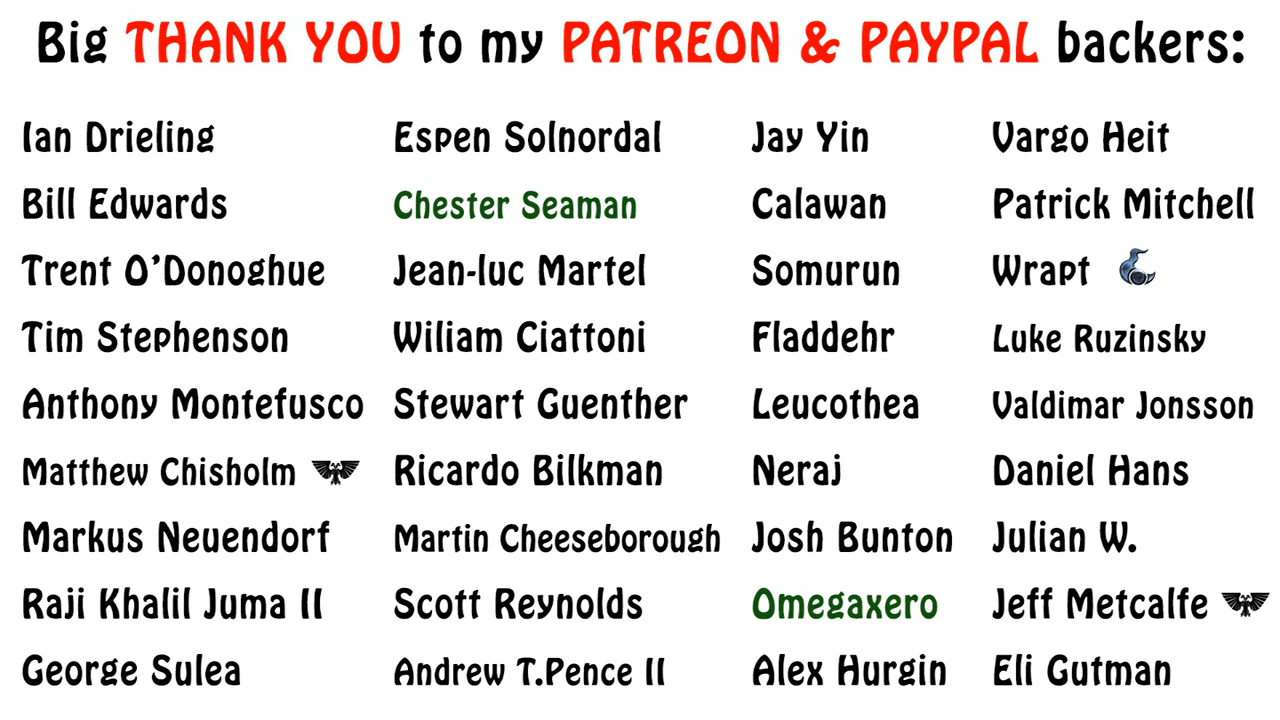 Big THANK YOU to my PATREON & PAYPAL backers:
Ian Drieling Espen Solnordal Jay Yin Vargo Heit
Bill Edwards Chester Seaman Calawan Patrick Mitchell
Trent O'Donoghue Jean-luc Martel Somurun Wrapt
Tim Stephenson Wiliam Ciattoni Fladdehr Luke Ruzinsky
Anthony Montefusco Stewart Guenther Leucothea Valdimar Jonsson
Matthew Chisholm Ricardo Bilkman Neraj Daniel Hans
Markus Neuendorf Martin Cheeseborough Josh Bunton Julian W.
Raji Khalil Juma II Scott Reynolds Omegaxero Jeff Metcalfe
George Sulea Andrew T.Pence II Alex Hurgin Eli Gutman